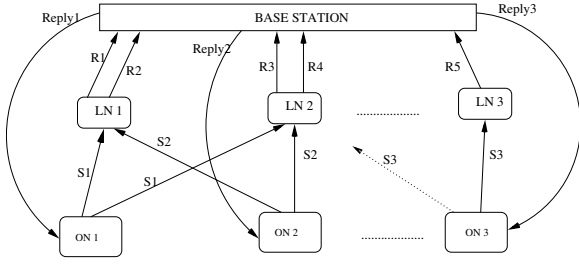 Reply1
BASE STATION
Reply3
Reply2
R1
R2
R3
R4
R5
LN 1
LN 2
LN 3
S1
S1
S2
S2
S3
S3
ON 1
ON 2
ON 3